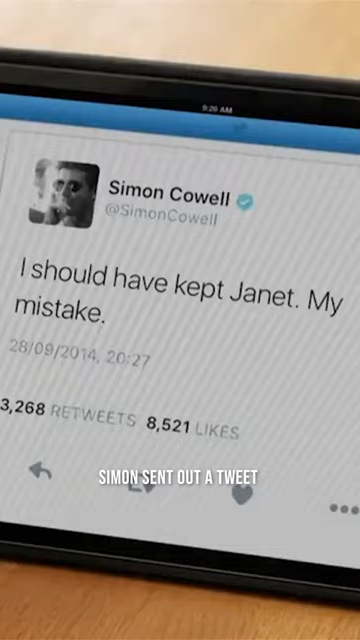 9:26 AM
Simon Cowell
@SimonCowell
I should have kept Janet. My
mistake.
28/09/2014, 20:27
3,268 RETWEETS 8,521 LIKES
SIMON SENT OUT A TWEET